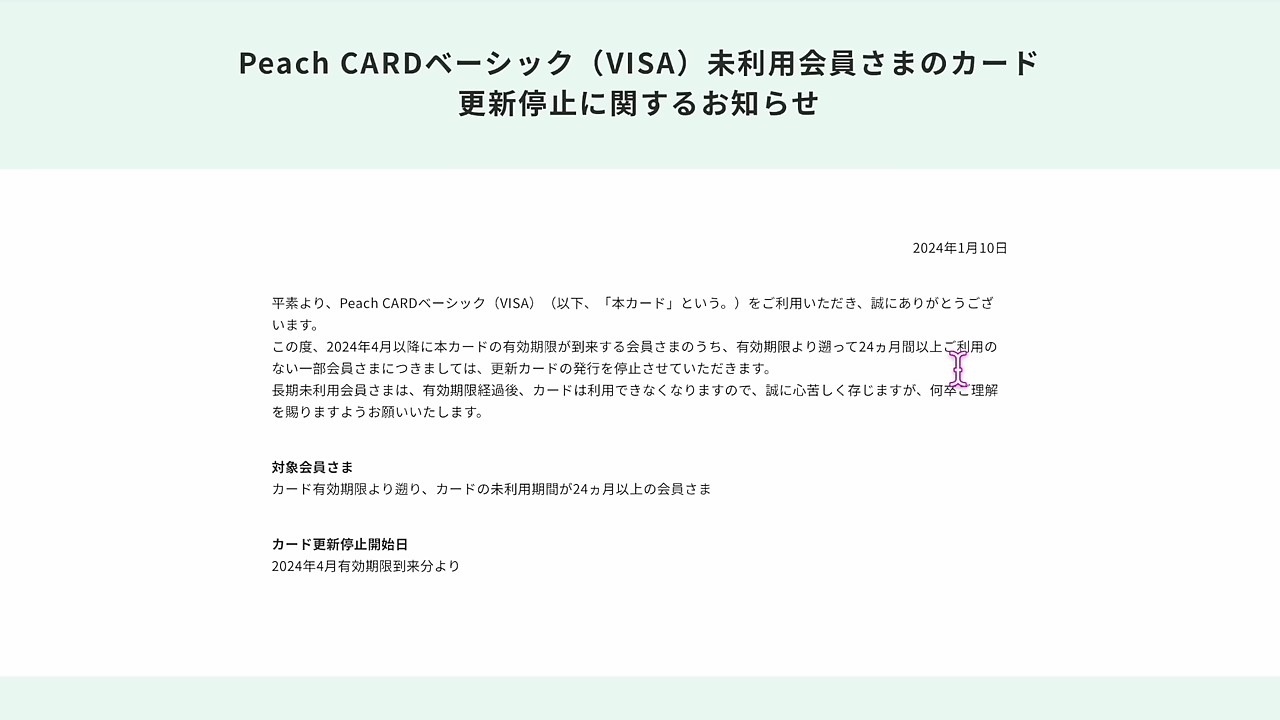 Peach CARDベーシック（VISA）未利用会員さまのカード
更新停止に関するお知らせ
2024年1月10日
平素より、Peach CARDベーシック（VISA）（以下、「本カード」という。）をご利用いただき、誠にありがとうござ
います。
この度、2024年4月以降に本カードの有効期限が到来する会員さまのうち、有効期限より遡って24ヵ月間以上ご利用の
ない一部会員さまにつきましては、更新カードの発行を停止させていただきます。
長期未利用会員さまは、有効期限経過後、カードは利用できなくなりますので、誠に心苦しく存じますが、何卒ご理解
を賜りますようお願いいたします。
対象会員さま
カード有効期限より遡り、カードの未利用期間が24ヵ月以上の会員さま
カード更新停止開始日
2024年4月有効期限到来分より